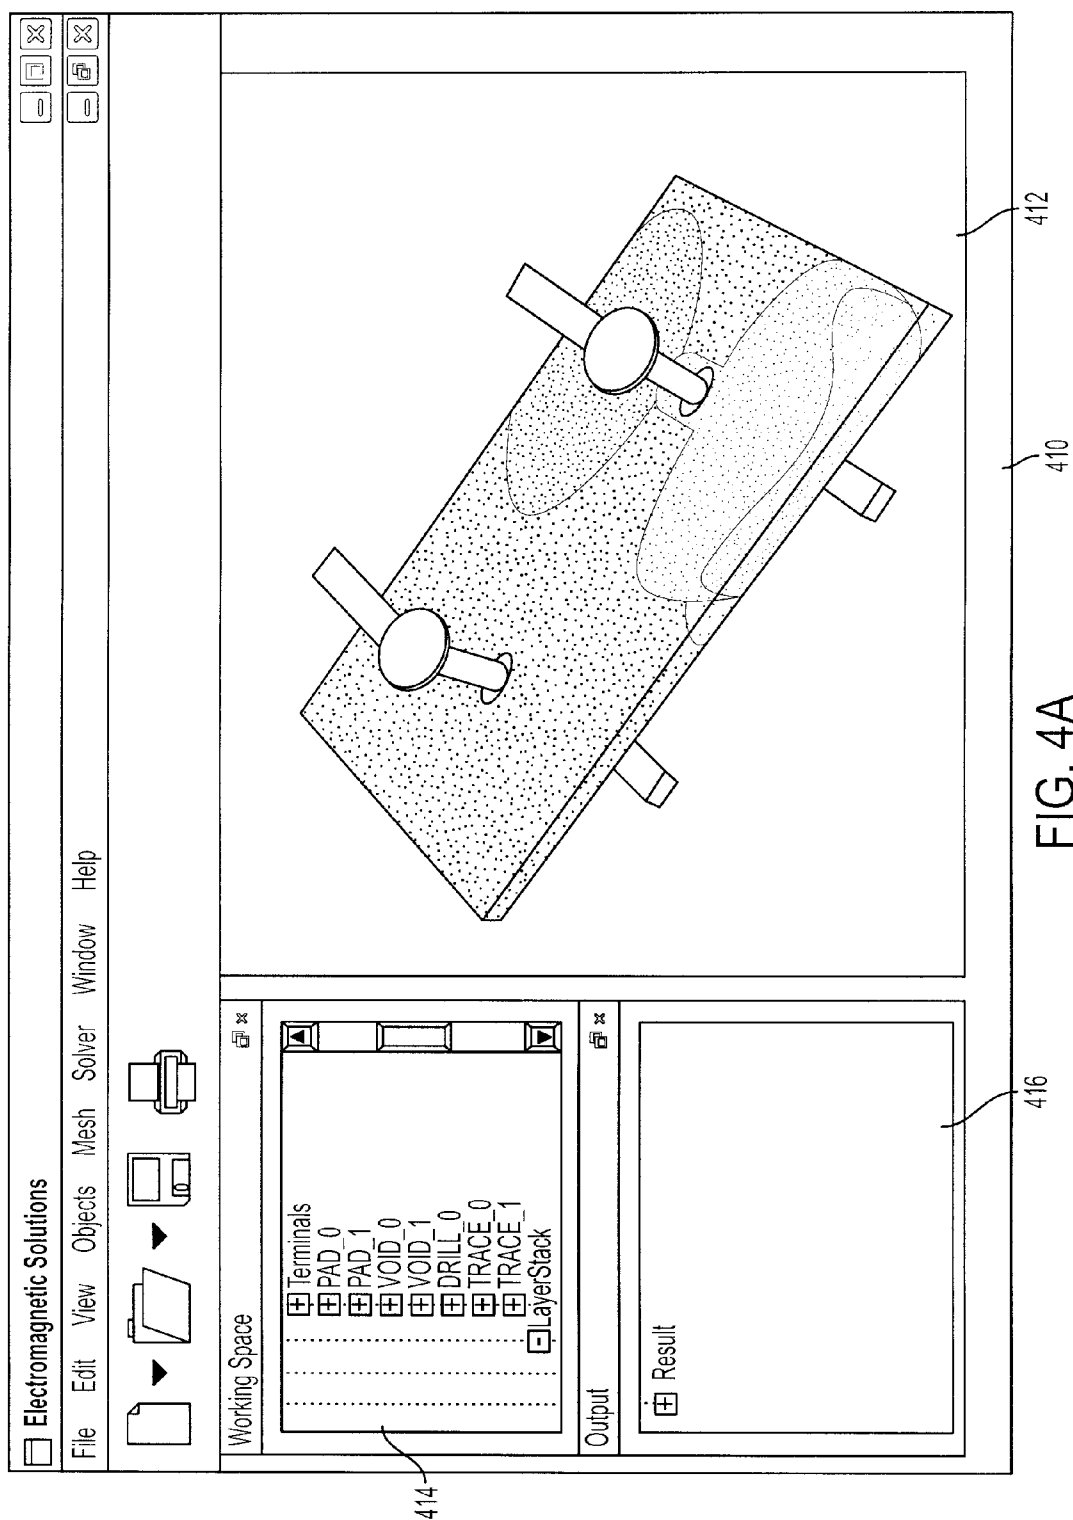 Electromagnetic Solutions
File Edit View Objects Mesh Solver Window Help
Working Space
Terminals
PAD_0
PAD_1
VOID_0
VOID_1
DRILL_0
TRACE_0
TRACE_1
LayerStack
414
Output
Result
416
412
410
FIG. 4A